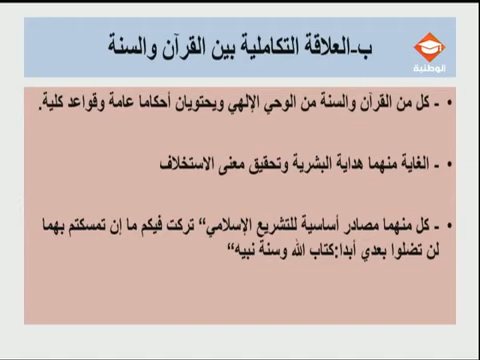 ب-العلاقة التكاملية بين القرآن والسنة
الوطنية
• - كل من القرآن والسنة من الوحي الإلهي ويحتويان أحكاما عامة وقواعد كلية.
• - الغاية منهما هداية البشرية وتحقيق معنى الاستخلاف
• - كل منهما مصادر أساسية للتشريع الإسلامي“ تركت فيكم ما إن تمسكتم بهما
لن تضلوا بعدي أبدا:كتاب الله وسنة نبيه“